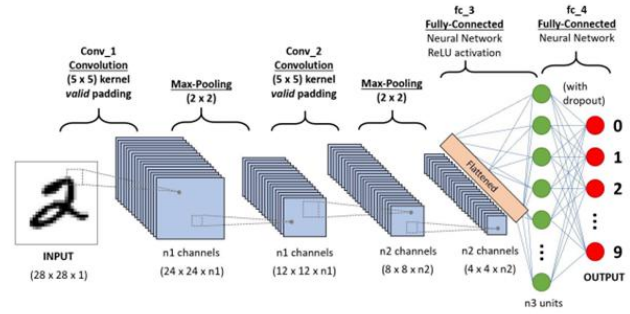 Conv_1
Convolution
(5 x 5) kernel
valid padding
Max-Pooling
(2 x 2)
Conv_2
Convolution
(5 x 5) kernel
valid padding
Max-Pooling
(2 x 2)
fc_3
Fully-Connected
Neural Network
ReLU activation
fc_4
Fully-Connected
Neural Network
(with
dropout)
2
INPUT
(28 x 28 x 1)
n1 channels
(24 x 24 x n1)
n1 channels
(12 x 12 x n1)
n2 channels
(8 x 8 x n2)
n2 channels
(4 x 4 x n2)
Flattened
n3 units
0
1
2
9
OUTPUT